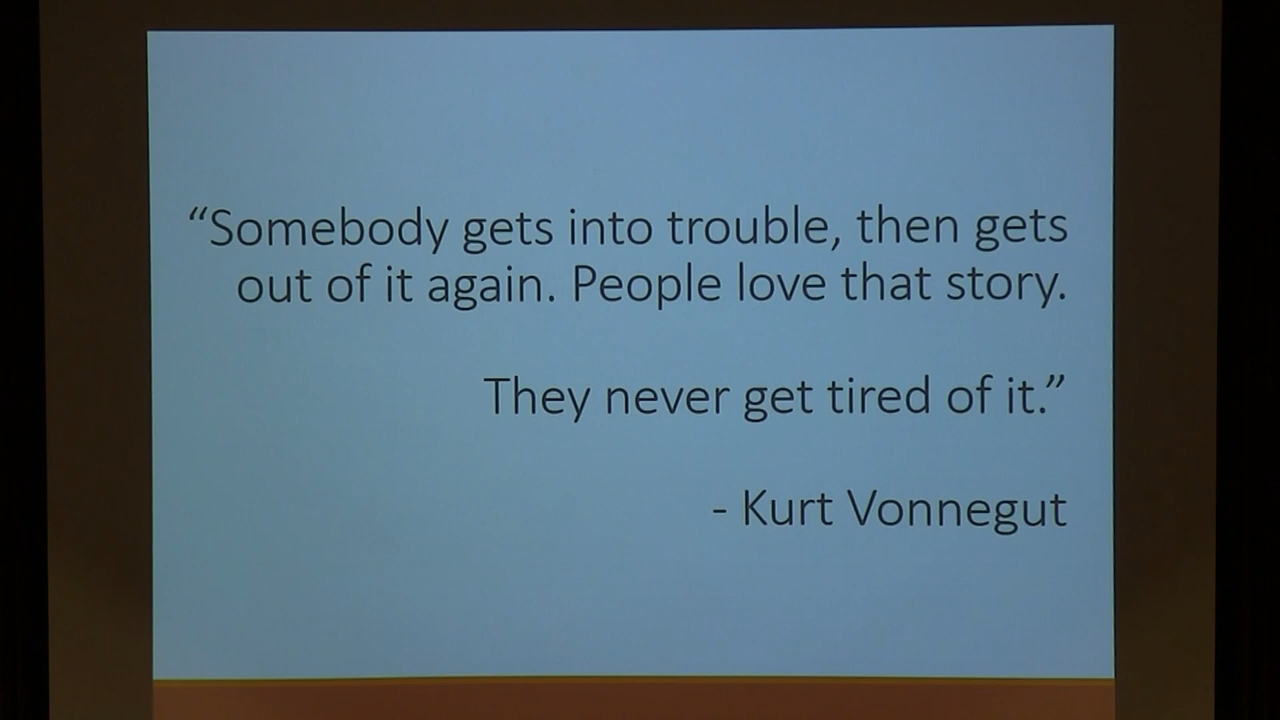 “Somebody gets into trouble, then gets
out of it again. People love that story.
They never get tired of it.”
- Kurt Vonnegut